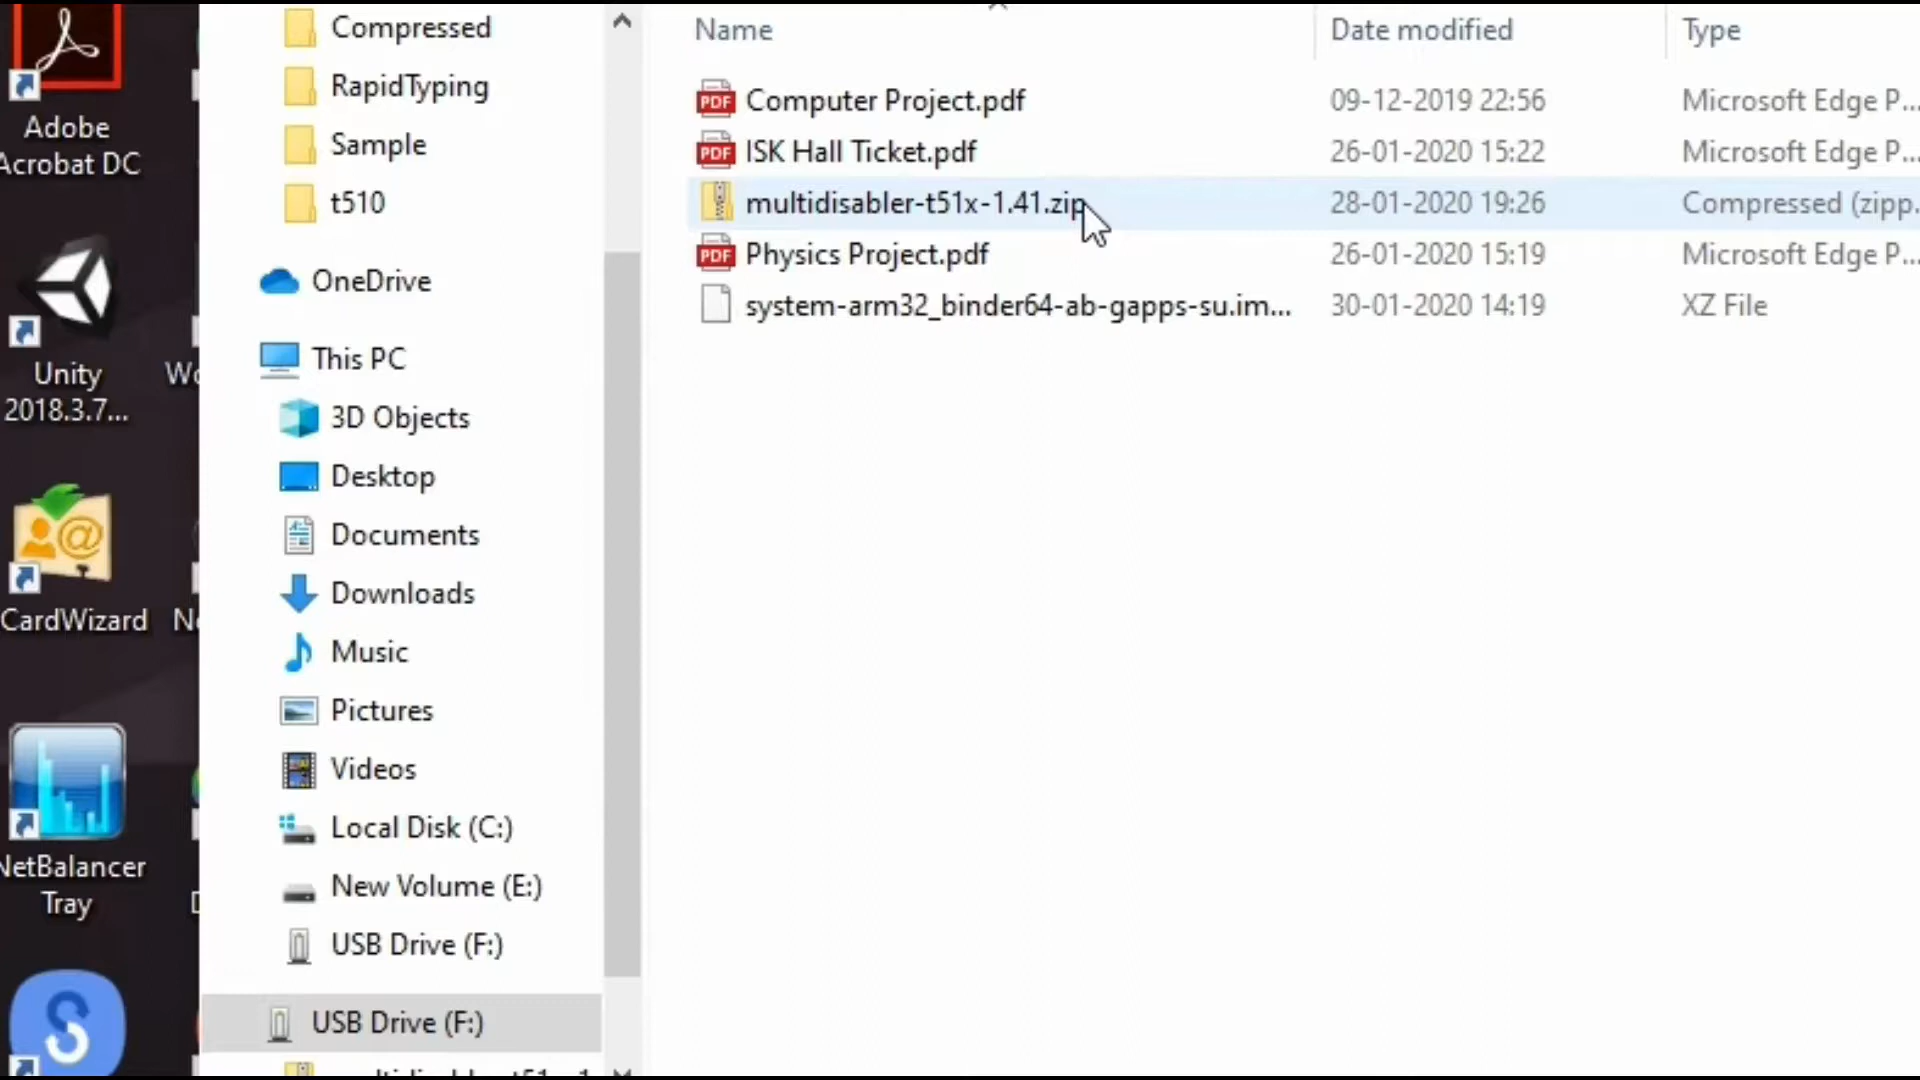 Adobe
Acrobat DC
Unity
2018.3.7...
CardWizard
NetBalancer
Tray
Compressed
RapidTyping
Sample
t510
OneDrive
This PC
3D Objects
Desktop
Documents
Downloads
Music
Pictures
Videos
Local Disk (C:)
New Volume (E:)
USB Drive (F:)
USB Drive (F:)
Name Date modified Type
Computer Project.pdf 09-12-2019 22:56 Microsoft Edge P...
ISK Hall Ticket.pdf 26-01-2020 15:22 Microsoft Edge P...
multidisabler-t51x-1.41.zip 28-01-2020 19:26 Compressed (zipp...
Physics Project.pdf 26-01-2020 15:19 Microsoft Edge P...
system-arm32_binder64-ab-gapps-su.im... 30-01-2020 14:19 XZ File